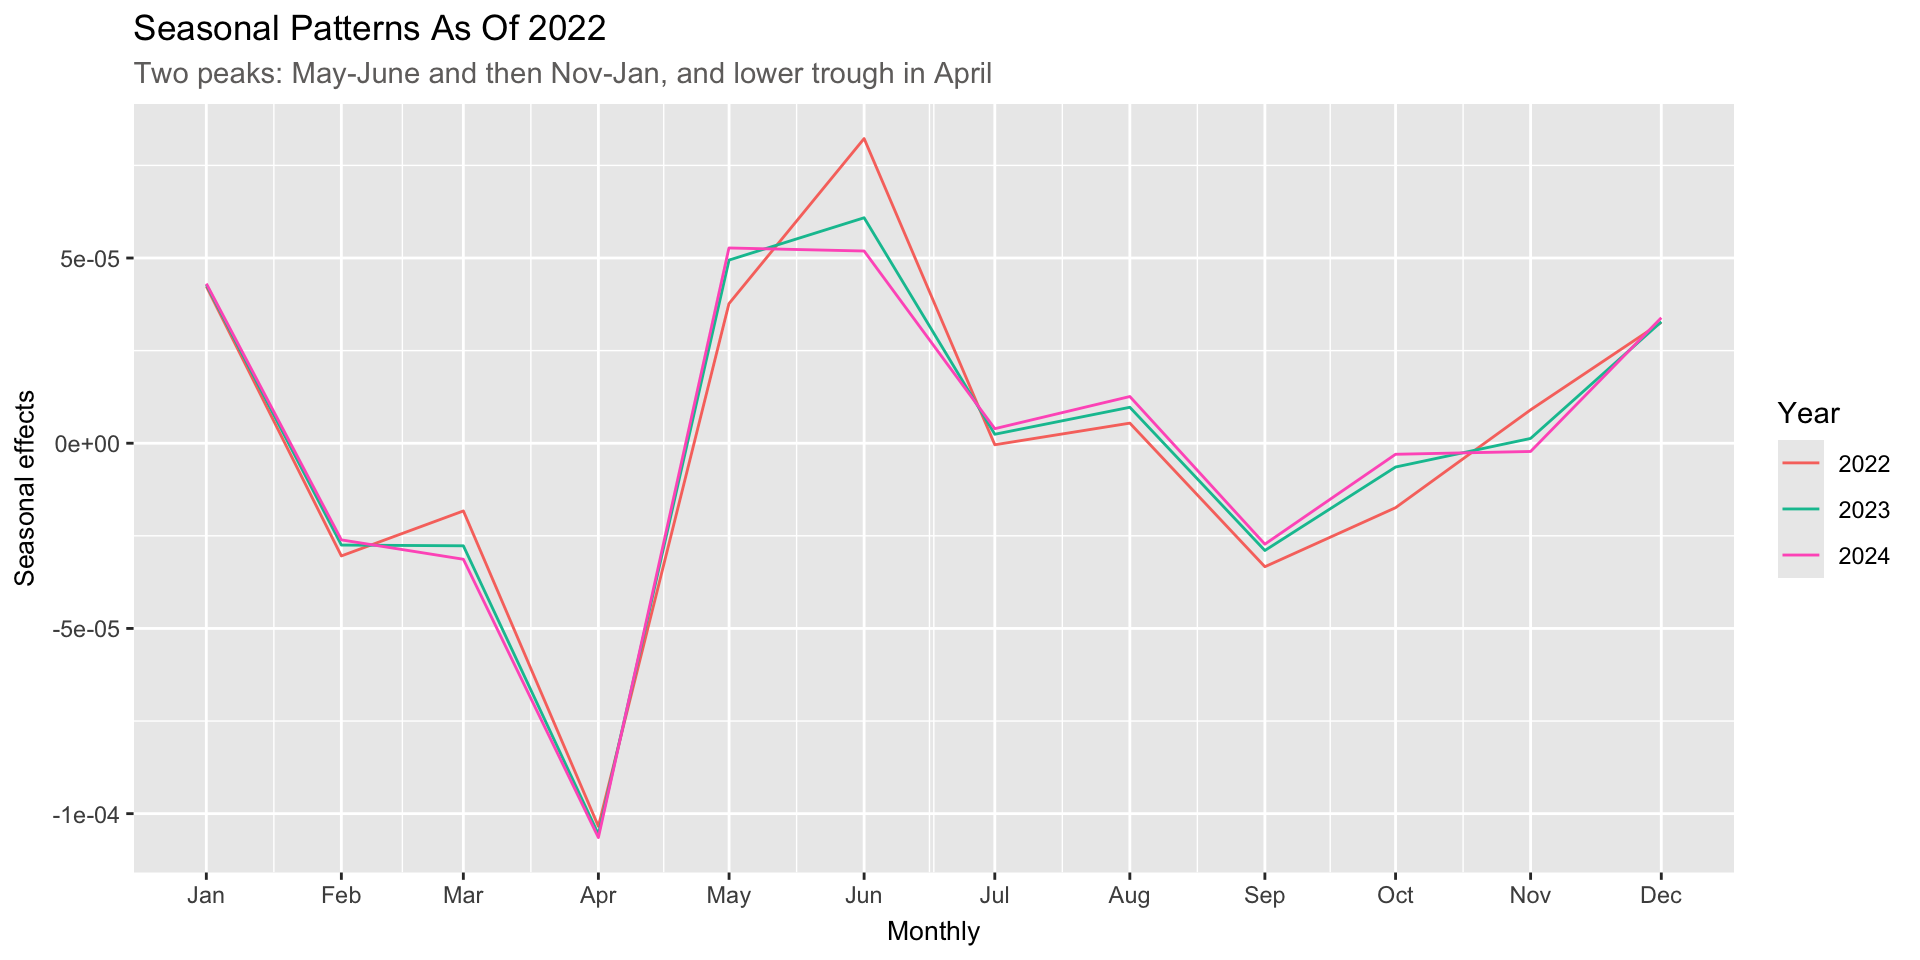 Seasonal Patterns As Of 2022
Two peaks: May-June and then Nov-Jan, and lower trough in April
Seasonal effects
5e-05
0e+00
-5e-05
-1e-04
Jan Feb Mar Apr May Jun Jul Aug Sep Oct Nov Dec
Monthly
Year
2022
2023
2024